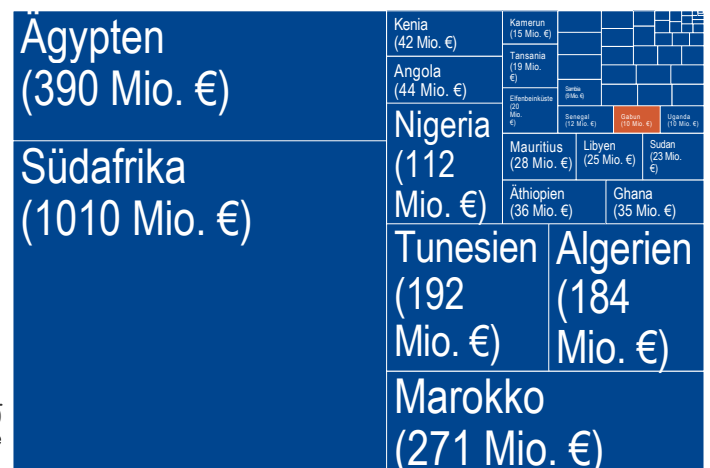 Ägypten
(390 Mio. €)
Südafrika
(1010 Mio. €)
Kenia
(42 Mio. €)
Angola
(44 Mio. €)
Nigeria
(112
Mio. €)
Kamerun
(15 Mio. €)
Tansania
(19 Mio.
€)
Elfenbeinküste
(20
Mio.
€)
Sambia
(9 Mio. €)
Senegal
(12 Mio. €)
Gabun
(10 Mio. €)
Uganda
(10 Mio. €)
Mauritius
(28 Mio. €)
Libyen
(25 Mio. €)
Sudan
(23 Mio.
€)
Äthiopien
(36 Mio. €)
Ghana
(35 Mio. €)
Tunesien
(192
Mio. €)
Algerien
(184
Mio. €)
Marokko
(271 Mio. €)